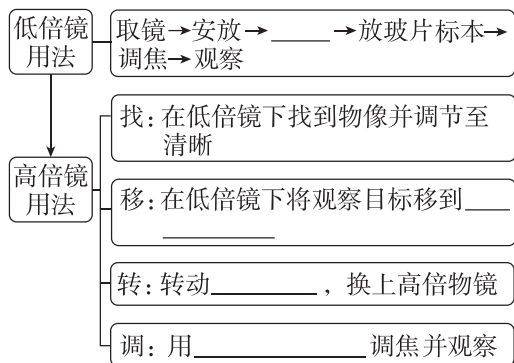 低倍镜
用法
取镜→安放→____→放玻片标本→
调焦→观察
高倍镜
用法
找:在低倍镜下找到物像并调节至
清晰
移:在低倍镜下将观察目标移到___
________
转:转动________,换上高倍物镜
调:用____________调焦并观察